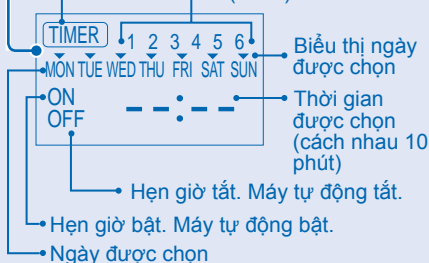 TIMER 1 2 3 4 5 6
MON TUE WED THU FRI SAT SUN
ON
OFF
--:--
Biểu thị ngày
được chọn
Thời gian
được chọn
(cách nhau 10
phút)
Hẹn giờ tắt. Máy tự động tắt.
Hẹn giờ bật. Máy tự động bật.
Ngày được chọn